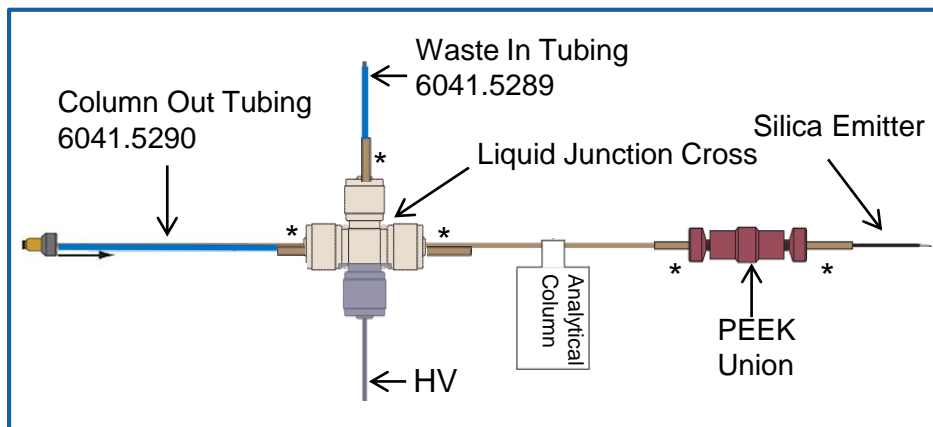 Waste In Tubing
6041.5289
Column Out Tubing
6041.5290
Silica Emitter
Liquid Junction Cross
*
*
*
*
*
Analytical
Column
PEEK
Union
HV